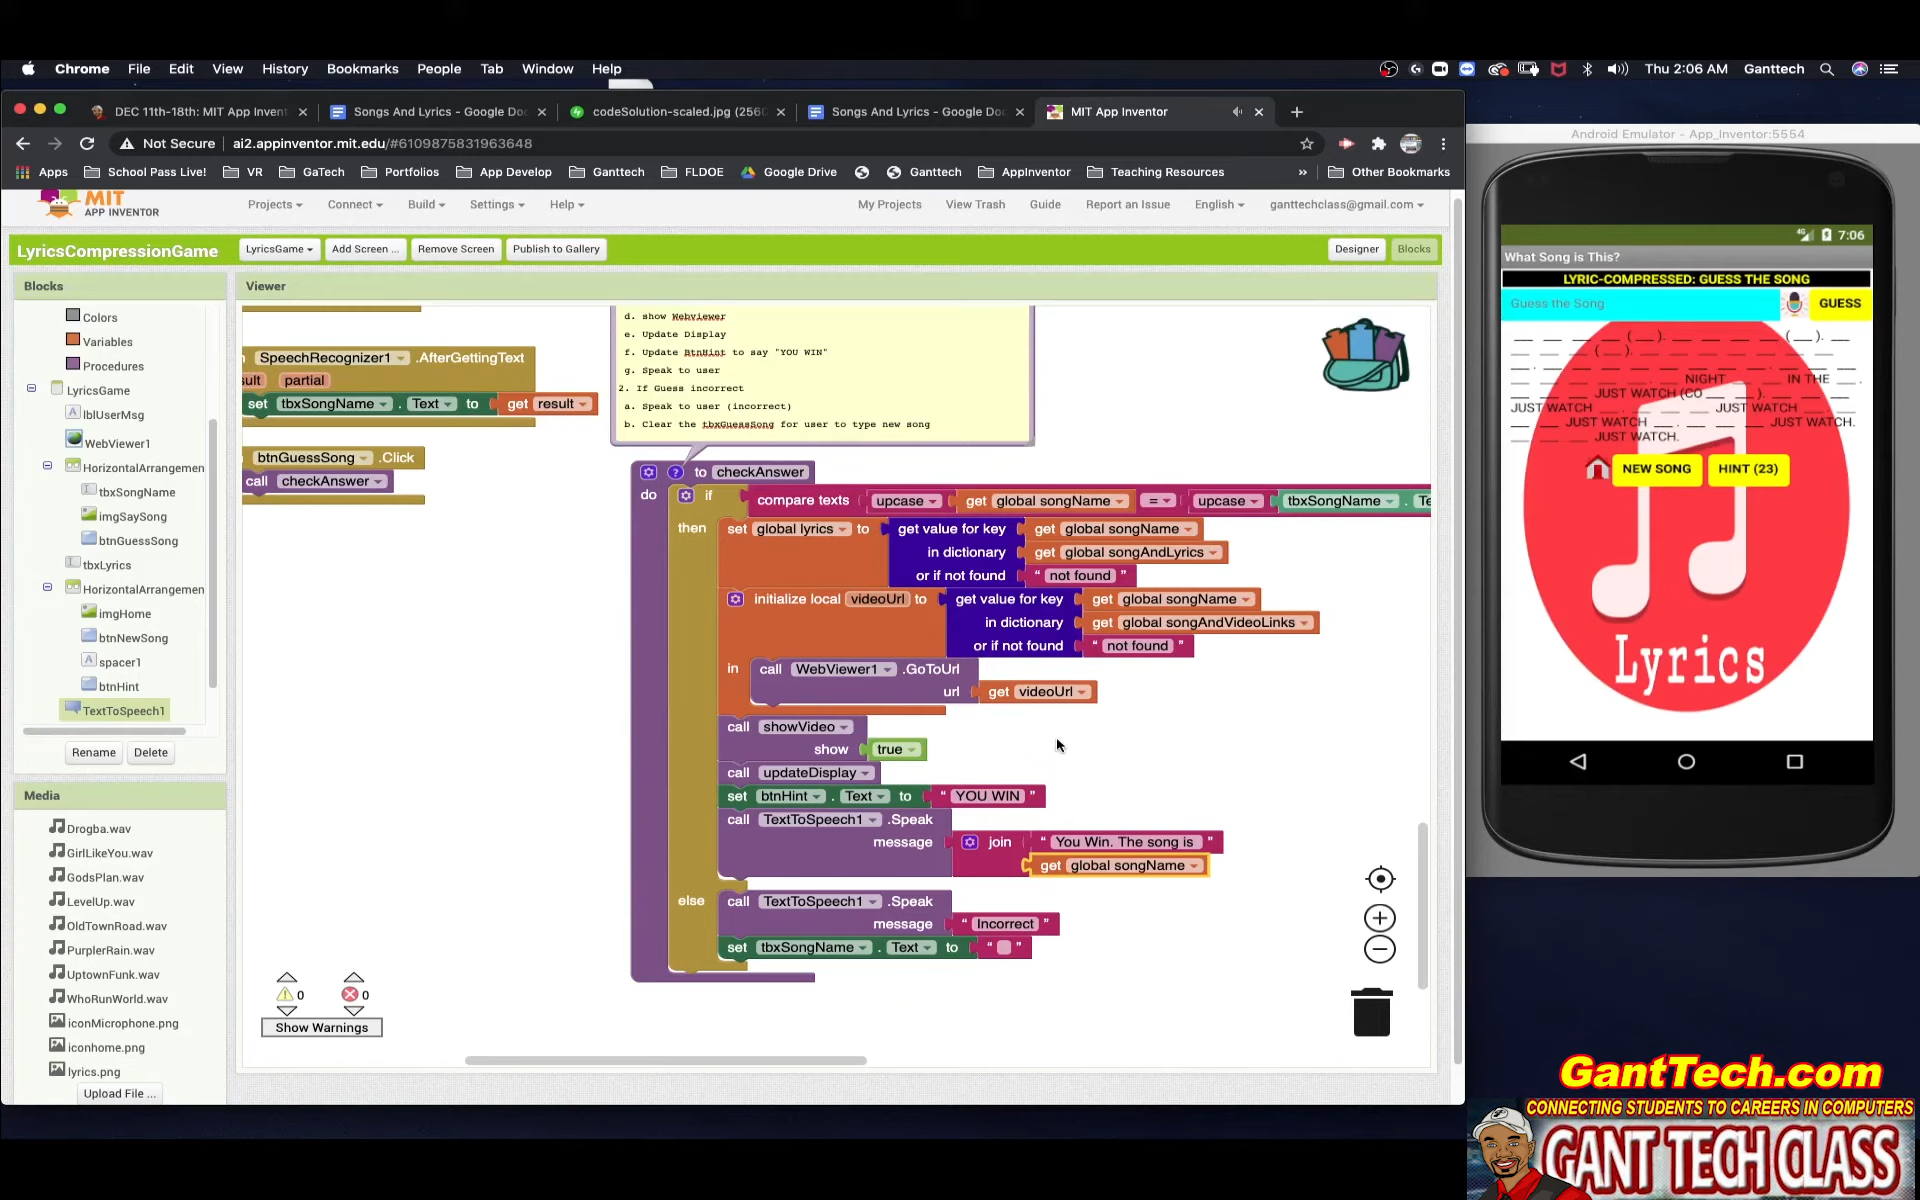 Chrome File Edit View History Bookmarks People Tab Window Help
Thu 2:06 AM Ganttech
DEC 11th-18th: MIT App Invent
Songs And Lyrics - Google Do
codeSolution-scaled.jpg (256
Songs And Lyrics - Google Do
MIT App Inventor
Not Secure ai2.appinventor.mit.edu/#6109875831963648
Apps School Pass Live! VR GaTech Portfolios App Develop Ganttech FLDOE Google Drive Ganttech AppInventor Teaching Resources » Other Bookmarks
MIT
APP INVENTOR
Projects Connect Build Settings Help My Projects View Trash Guide Report an Issue English ganttechclass@gmail.com
LyricsCompressionGame LyricsGame Add Screen ... Remove Screen Publish to Gallery Designer Blocks
Blocks
Colors
Variables
Procedures
LyricsGame
lblUserMsg
WebViewer1
HorizontalArrangemen
tbxSongName
imgSaySong
btnGuessSong
tbxLyrics
HorizontalArrangemen
imgHome
btnNewSong
spacer1
btnHint
TextToSpeech1
Rename Delete
Media
Drogba.wav
GirlLikeYou.wav
GodsPlan.wav
LevelUp.wav
OldTownRoad.wav
PurplerRain.wav
UptownFunk.wav
WhoRunWorld.wav
iconMicrophone.png
iconhome.png
lyrics.png
Upload File ...
Viewer
SpeechRecognizer1 .AfterGettingText
sult partial
set tbxSongName . Text to get result
btnGuessSong .Click
call checkAnswer
d. show Webviewer
e. Update Display
f. Update BtnHint to say "YOU WIN"
g. Speak to user
2. If Guess incorrect
a. Speak to user (incorrect)
b. Clear the tbxGuessSong for user to type new song
to checkAnswer
do if compare texts upcase get global songName = upcase tbxSongName . Te
then set global lyrics to get value for key get global songName
in dictionary get global songAndLyrics
or if not found " not found "
initialize local videoUrl to get value for key get global songName
in dictionary get global songAndVideoLinks
or if not found " not found "
in call WebViewer1 .GoToUrl
url get videoUrl
call showVideo
show true
call updateDisplay
set btnHint . Text to " YOU WIN "
call TextToSpeech1 .Speak
message join " You Win. The song is "
get global songName
else call TextToSpeech1 .Speak
message " Incorrect "
set tbxSongName . Text to " "
0 0
Show Warnings
Android Emulator - App_Inventor:5554
4G 7:06
What Song is This?
LYRIC-COMPRESSED: GUESS THE SONG
Guess the Song GUESS
NIGHT IN THE
JUST WATCH (CO
JUST WATCH JUST WATCH
JUST WATCH JUST WATCH
JUST WATCH.
NEW SONG HINT (23)
Lyrics
GantTech.com
CONNECTING STUDENTS TO CAREERS IN COMPUTERS
GANT TECH CLASS